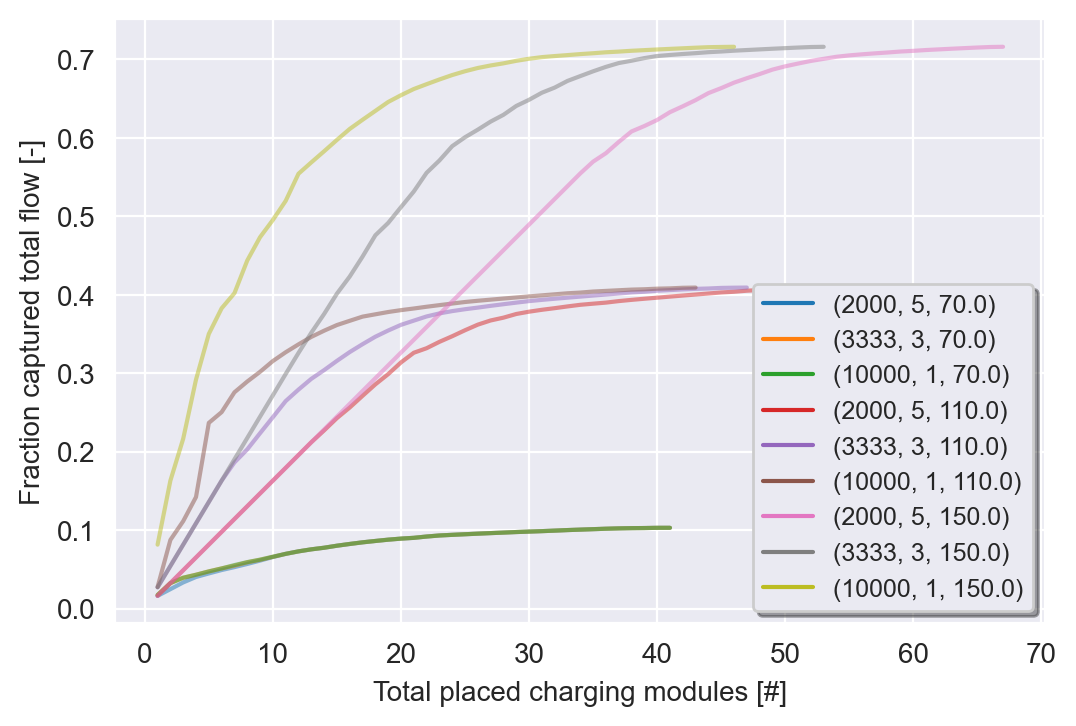 0.7
0.6
0.5
0.4
0.3
0.2
0.1
0.0
Fraction captured total flow [-]
(2000, 5, 70.0)
(3333, 3, 70.0)
(10000, 1, 70.0)
(2000, 5, 110.0)
(3333, 3, 110.0)
(10000, 1, 110.0)
(2000, 5, 150.0)
(3333, 3, 150.0)
(10000, 1, 150.0)
0 10 20 30 40 50 60 70
Total placed charging modules [#]